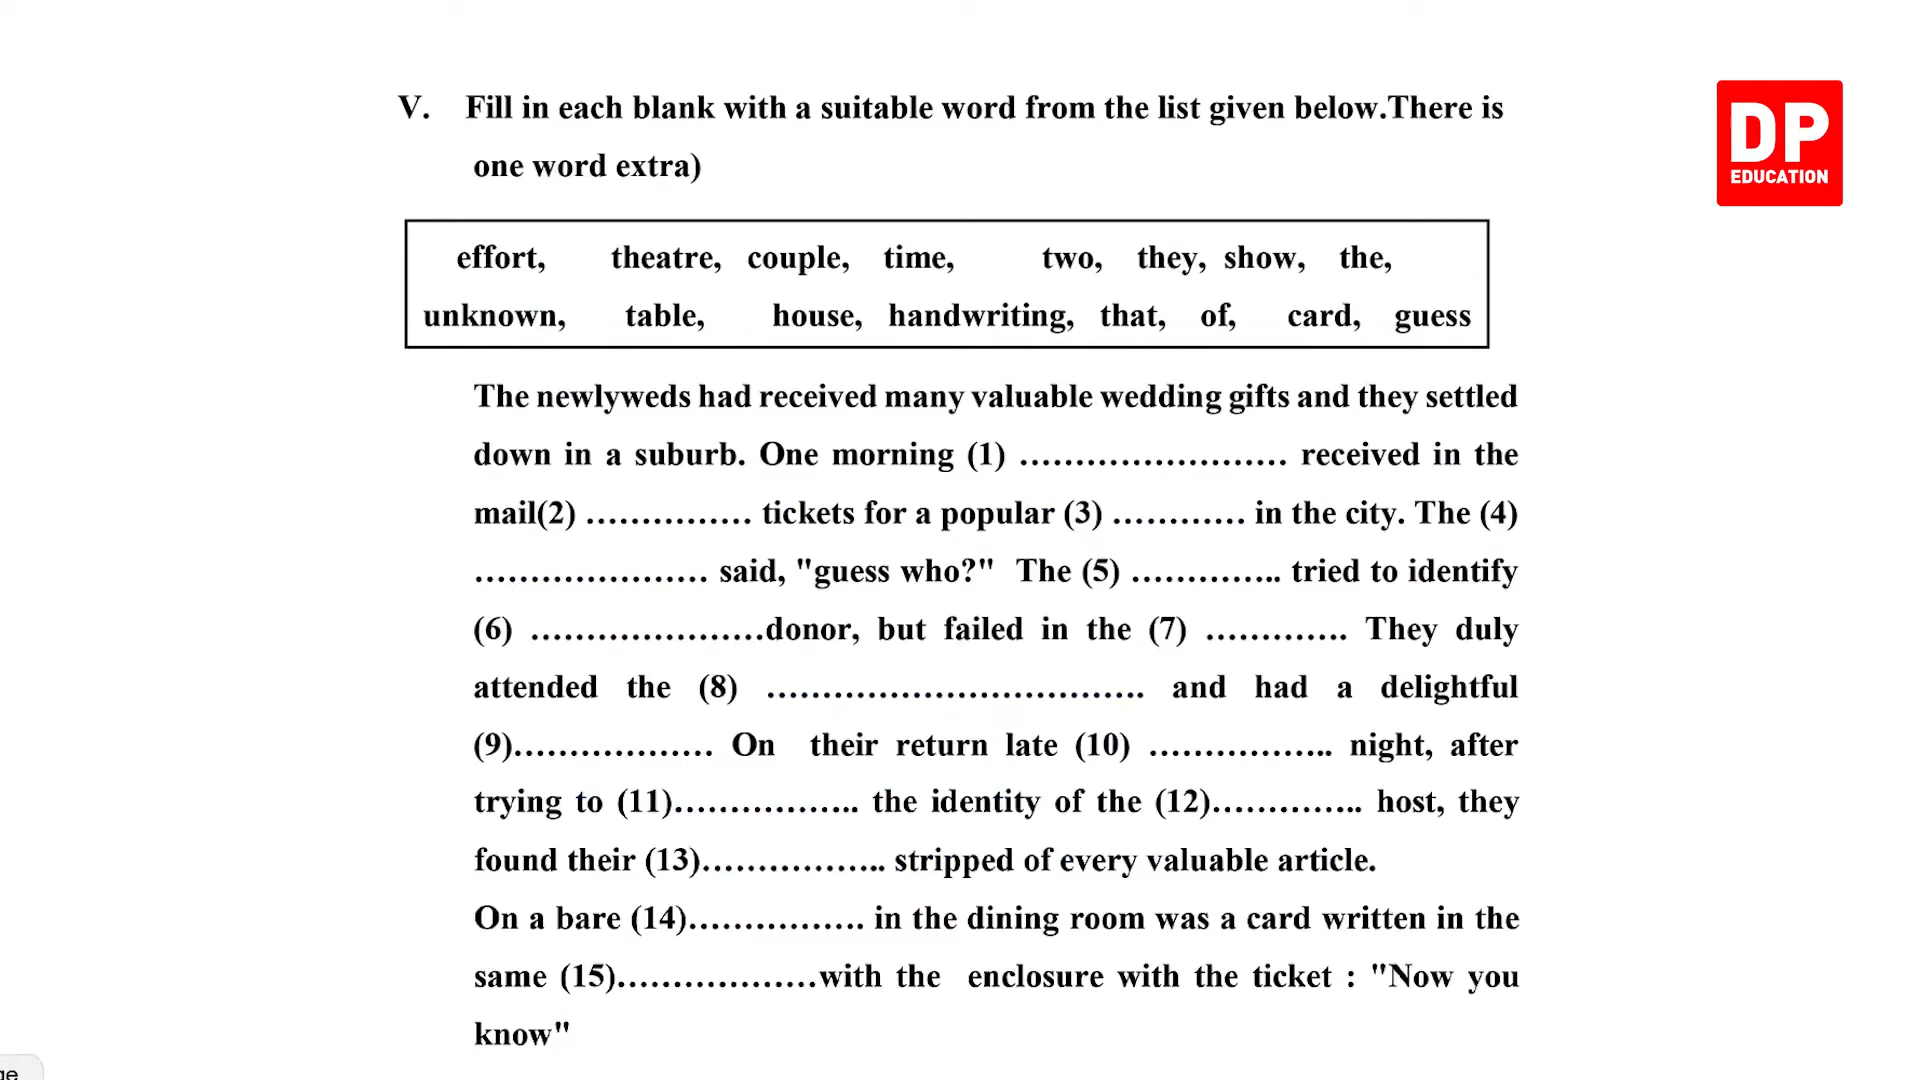 V. Fill in each blank with a suitable word from the list given below.There is
one word extra)
DP
EDUCATION
effort, theatre, couple, time, two, they, show, the,
unknown, table, house, handwriting, that, of, card, guess
The newlyweds had received many valuable wedding gifts and they settled
down in a suburb. One morning (1) ........................ received in the
mail(2) ............... tickets for a popular (3) ............ in the city. The (4)
..................... said, "guess who?" The (5) .............. tried to identify
(6) .....................donor, but failed in the (7) ............. They duly
attended the (8) .................................. and had a delightful
(9).................. On their return late (10) ................. night, after
trying to (11)................. the identity of the (12).............. host, they
found their (13)................. stripped of every valuable article.
On a bare (14)................ in the dining room was a card written in the
same (15)..................with the enclosure with the ticket : "Now you
know"
ge